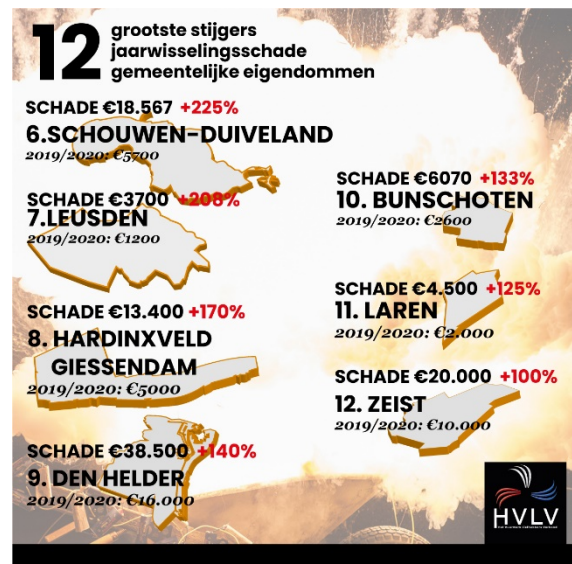 12 grootste stijgers
jaarwisselingsschade
gemeentelijke eigendommen
SCHADE €18.567 +225%
6.SCHOUWEN-DUIVELAND
2019/2020: €5700
SCHADE €3700 +208%
7.LEUSDEN
2019/2020: €1200
SCHADE €13.400 +170%
8. HARDINXVELD
GIESSENDAM
2019/2020: €5000
SCHADE €38.500 +140%
9. DEN HELDER
2019/2020: €16.000
SCHADE €6070 +133%
10. BUNSCHOTEN
2019/2020: €2600
SCHADE €4.500 +125%
11. LAREN
2019/2020: €2.000
SCHADE €20.000 +100%
12. ZEIST
2019/2020: €10.000
HVLV